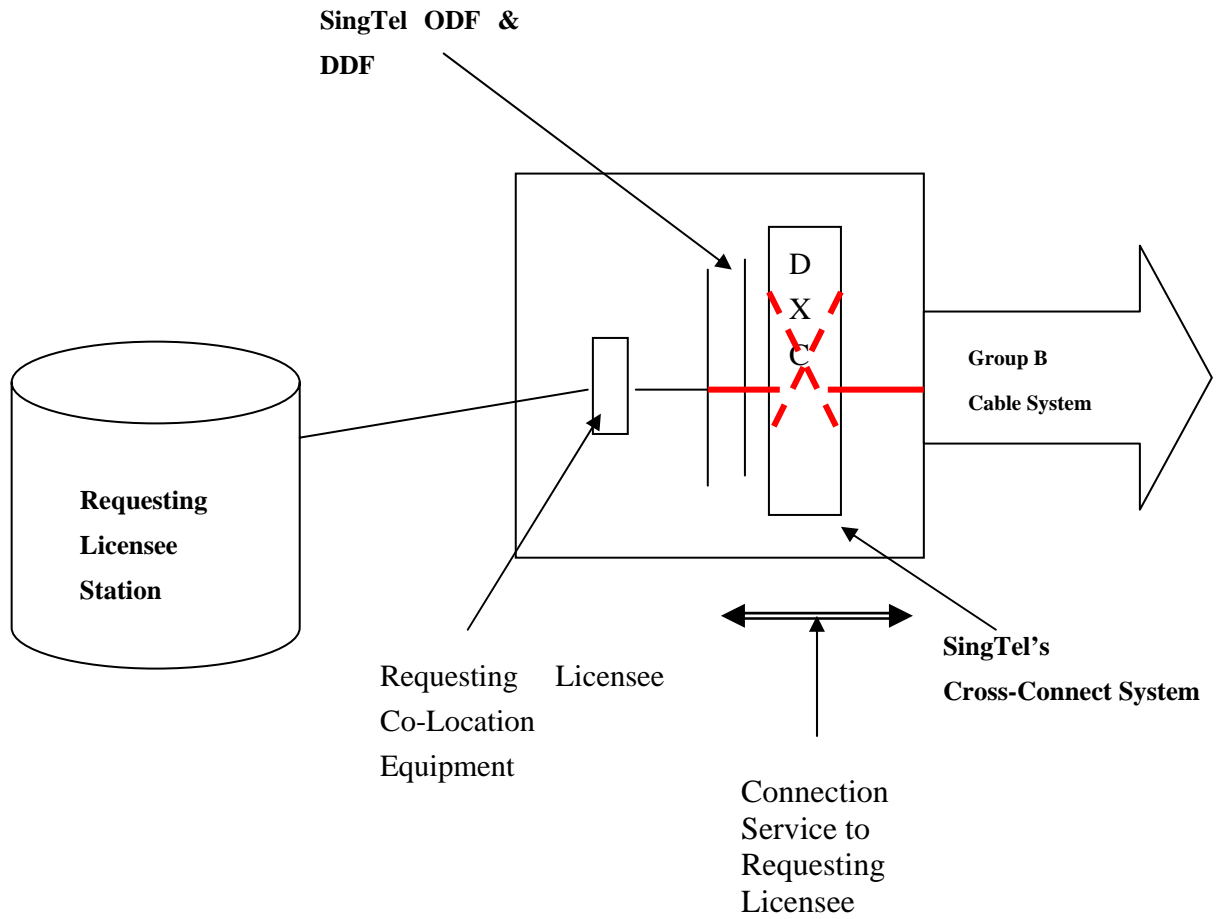 SingTel ODF &
DDF
D
X
C
Group B
Cable System
Requesting
Licensee
Station
SingTel’s
Cross-Connect System
Requesting Licensee
Co-Location
Equipment
Connection
Service to
Requesting
Licensee